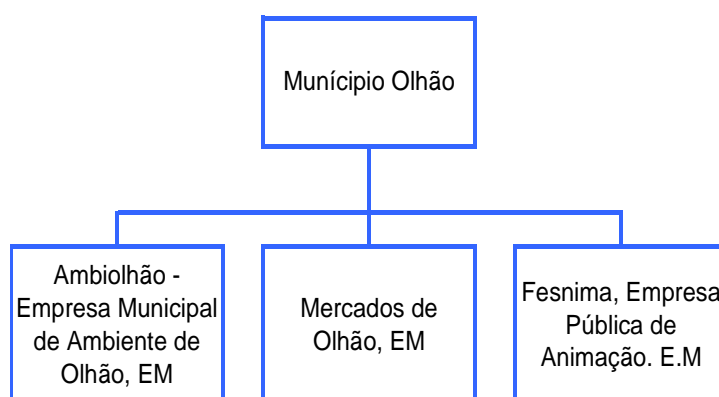 Munícipio Olhão
Ambiolhão -
Empresa Municipal
de Ambiente de
Olhão, EM
Mercados de
Olhão, EM
Fesnima, Empresa
Pública de
Animação. E.M